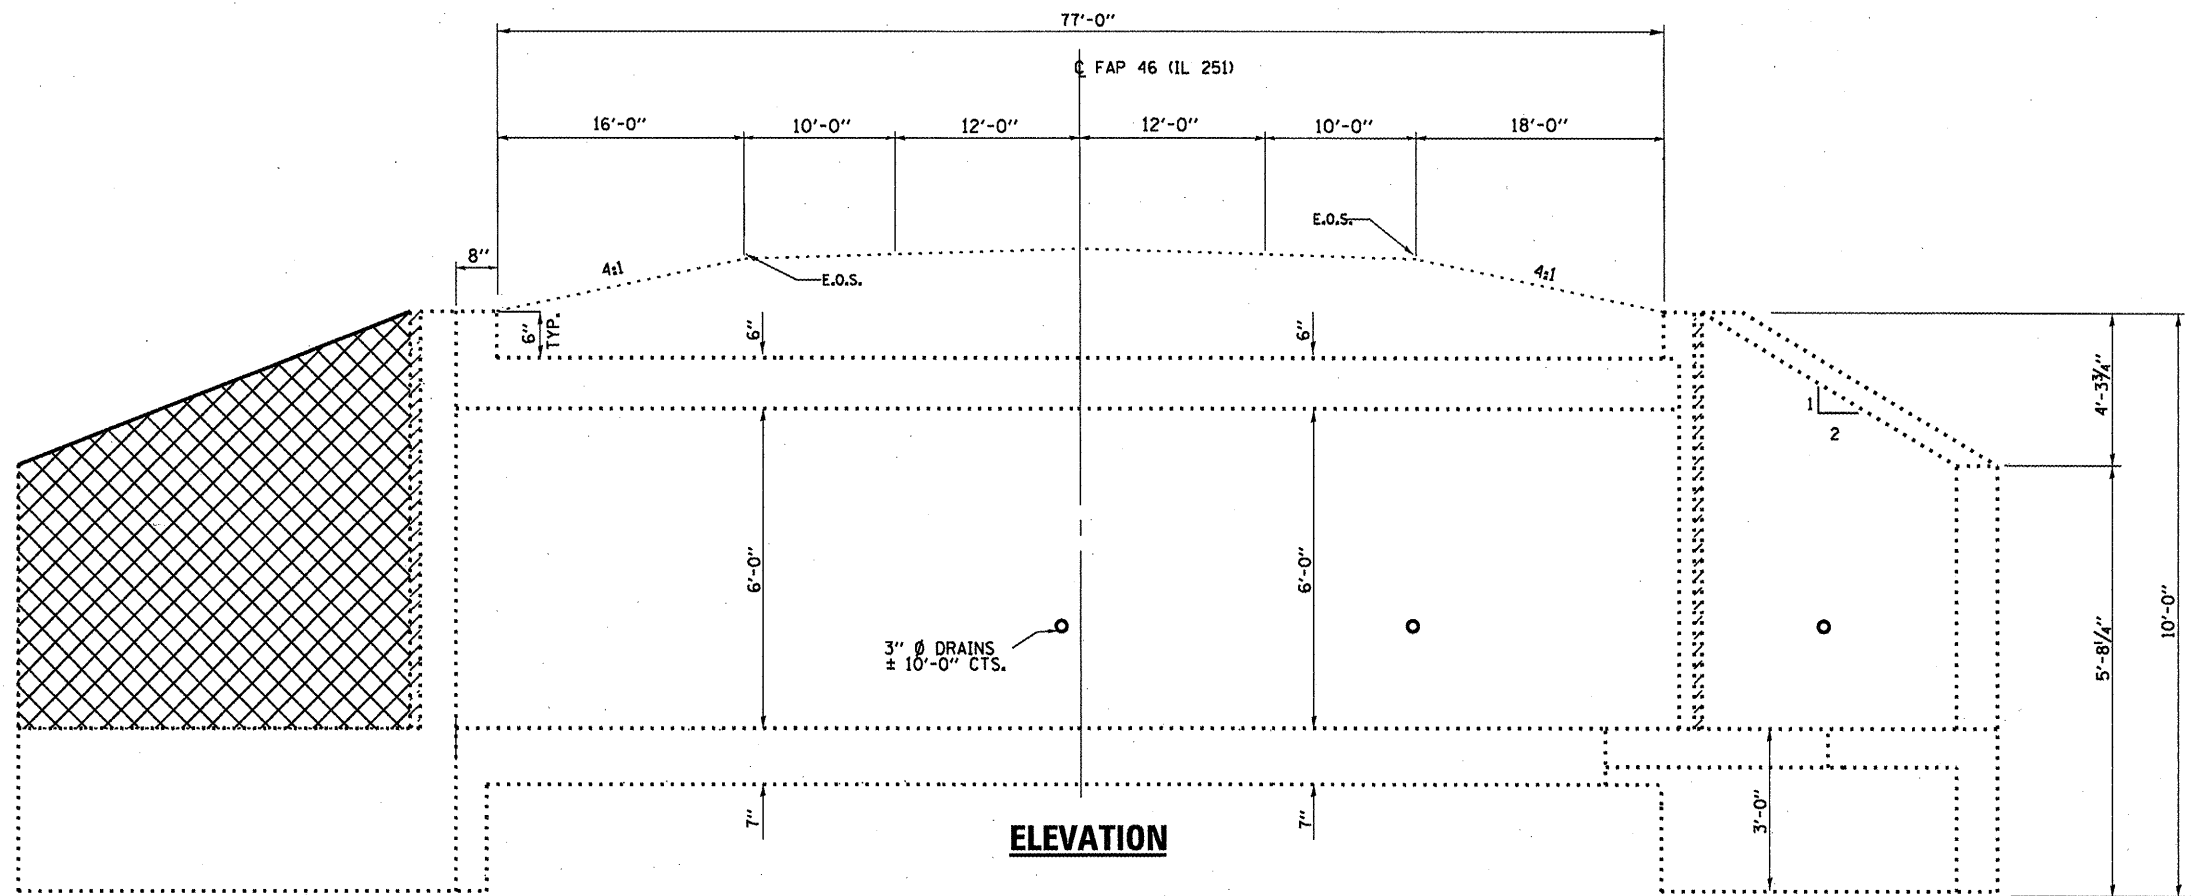 77'-0"
℄ FAP 46 (IL 251)
16'-0" 10'-0" 12'-0" 12'-0" 10'-0" 18'-0"
E.O.S.
8"
4:1
E.O.S.
4:1
6"
TYP.
6"
6"
4'-3¾"
1
2
6'-0"
6'-0"
3" Ø DRAINS
± 10'-0" CTS.
5'-8¼"
10'-0"
7"
7"
3'-0"
ELEVATION